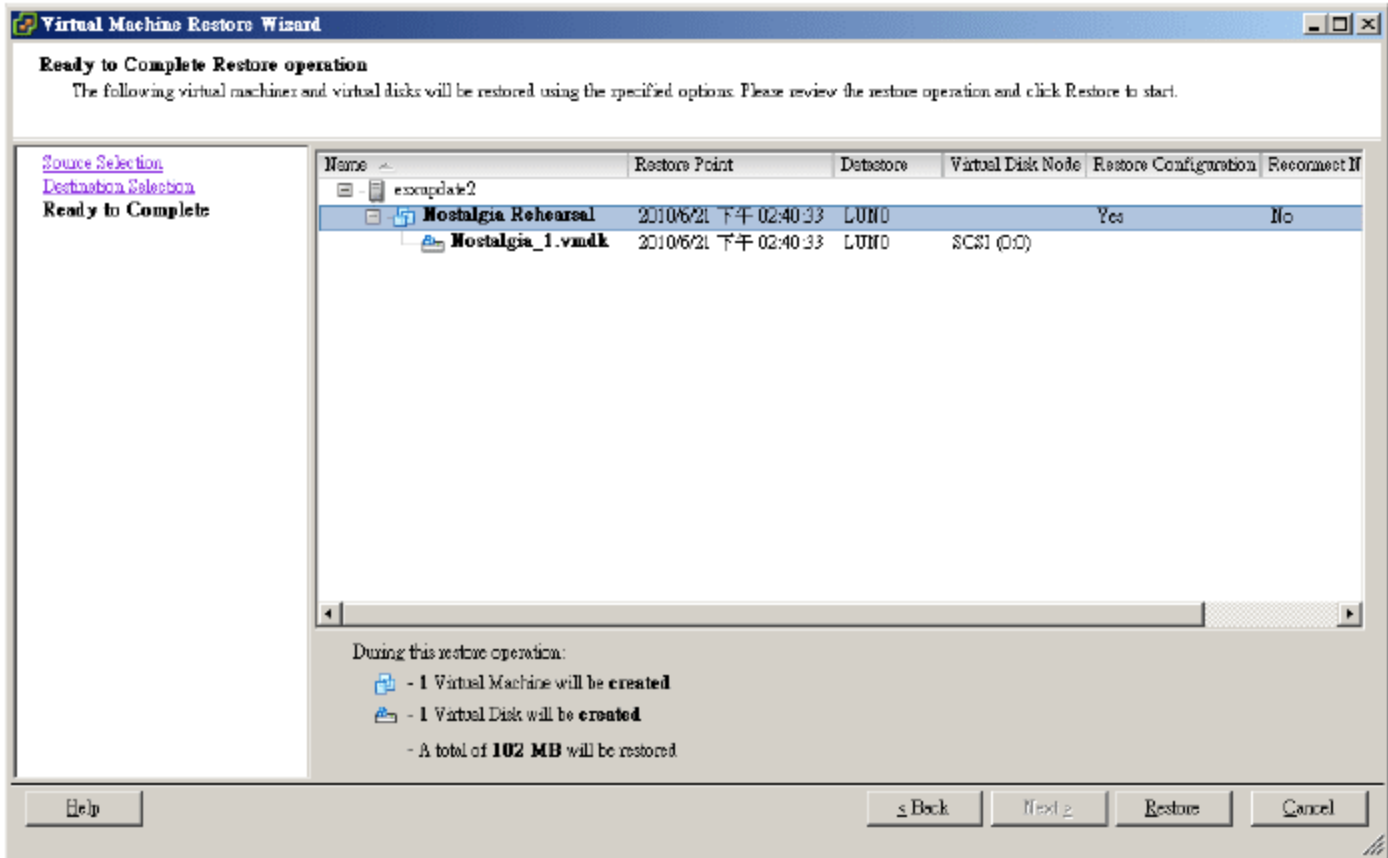 Virtual Machine Restore Wizard
Ready to Complete Restore operation
The following virtual machines and virtual disks will be restored using the specified options. Please review the restore operation and click Restore to start.
Source Selection
Destination Selection
Ready to Complete
Name Restore Point Datastore Virtual Disk Node Restore Configuration Reconnect N
esxupdate2
Nostalgia Rehearsal 2010/6/21 下午 02:40:33 LUN0 Yes No
Nostalgia_1.vmdk 2010/6/21 下午 02:40:33 LUN0 SCSI (0:0)
During this restore operation:
- 1 Virtual Machine will be created
- 1 Virtual Disk will be created
- A total of 102 MB will be restored
Help < Back Next > Restore Cancel